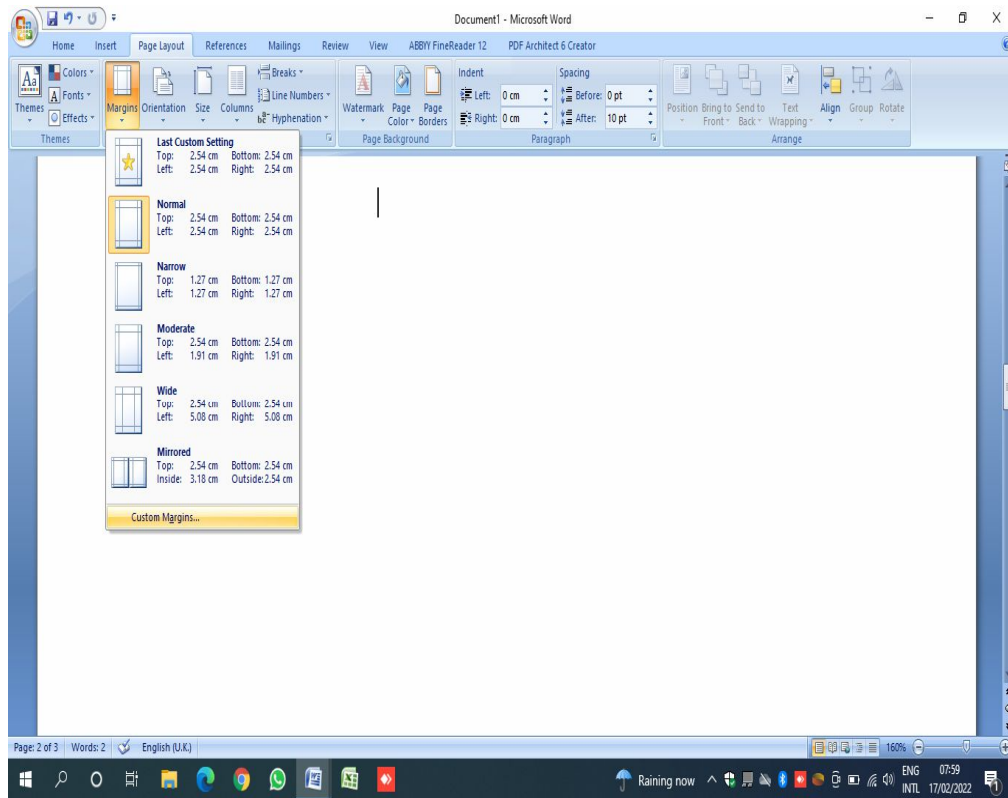 Document1 - Microsoft Word
Home Insert Page Layout References Mailings Review View ABBYY FineReader 12 PDF Architect 6 Creator
Themes
Colors
Fonts
Effects
Themes
Margins
Orientation
Size
Columns
Breaks
Line Numbers
Hyphenation
Watermark
Page Color
Page Borders
Page Background
Indent
Left: 0 cm
Right: 0 cm
Spacing
Before: 0 pt
After: 10 pt
Paragraph
Position
Bring to Front
Send to Back
Text Wrapping
Align
Group
Rotate
Arrange
Last Custom Setting
Top: 2.54 cm Bottom: 2.54 cm
Left: 2.54 cm Right: 2.54 cm
Normal
Top: 2.54 cm Bottom: 2.54 cm
Left: 2.54 cm Right: 2.54 cm
Narrow
Top: 1.27 cm Bottom: 1.27 cm
Left: 1.27 cm Right: 1.27 cm
Moderate
Top: 2.54 cm Bottom: 2.54 cm
Left: 1.91 cm Right: 1.91 cm
Wide
Top: 2.54 cm Bottom: 2.54 cm
Left: 5.08 cm Right: 5.08 cm
Mirrored
Top: 2.54 cm Bottom: 2.54 cm
Inside: 3.18 cm Outside: 2.54 cm
Custom Margins...
Page: 2 of 3 Words: 2 English (U.K.) 160%
Raining now
ENG 07:59
INTL 17/02/2022